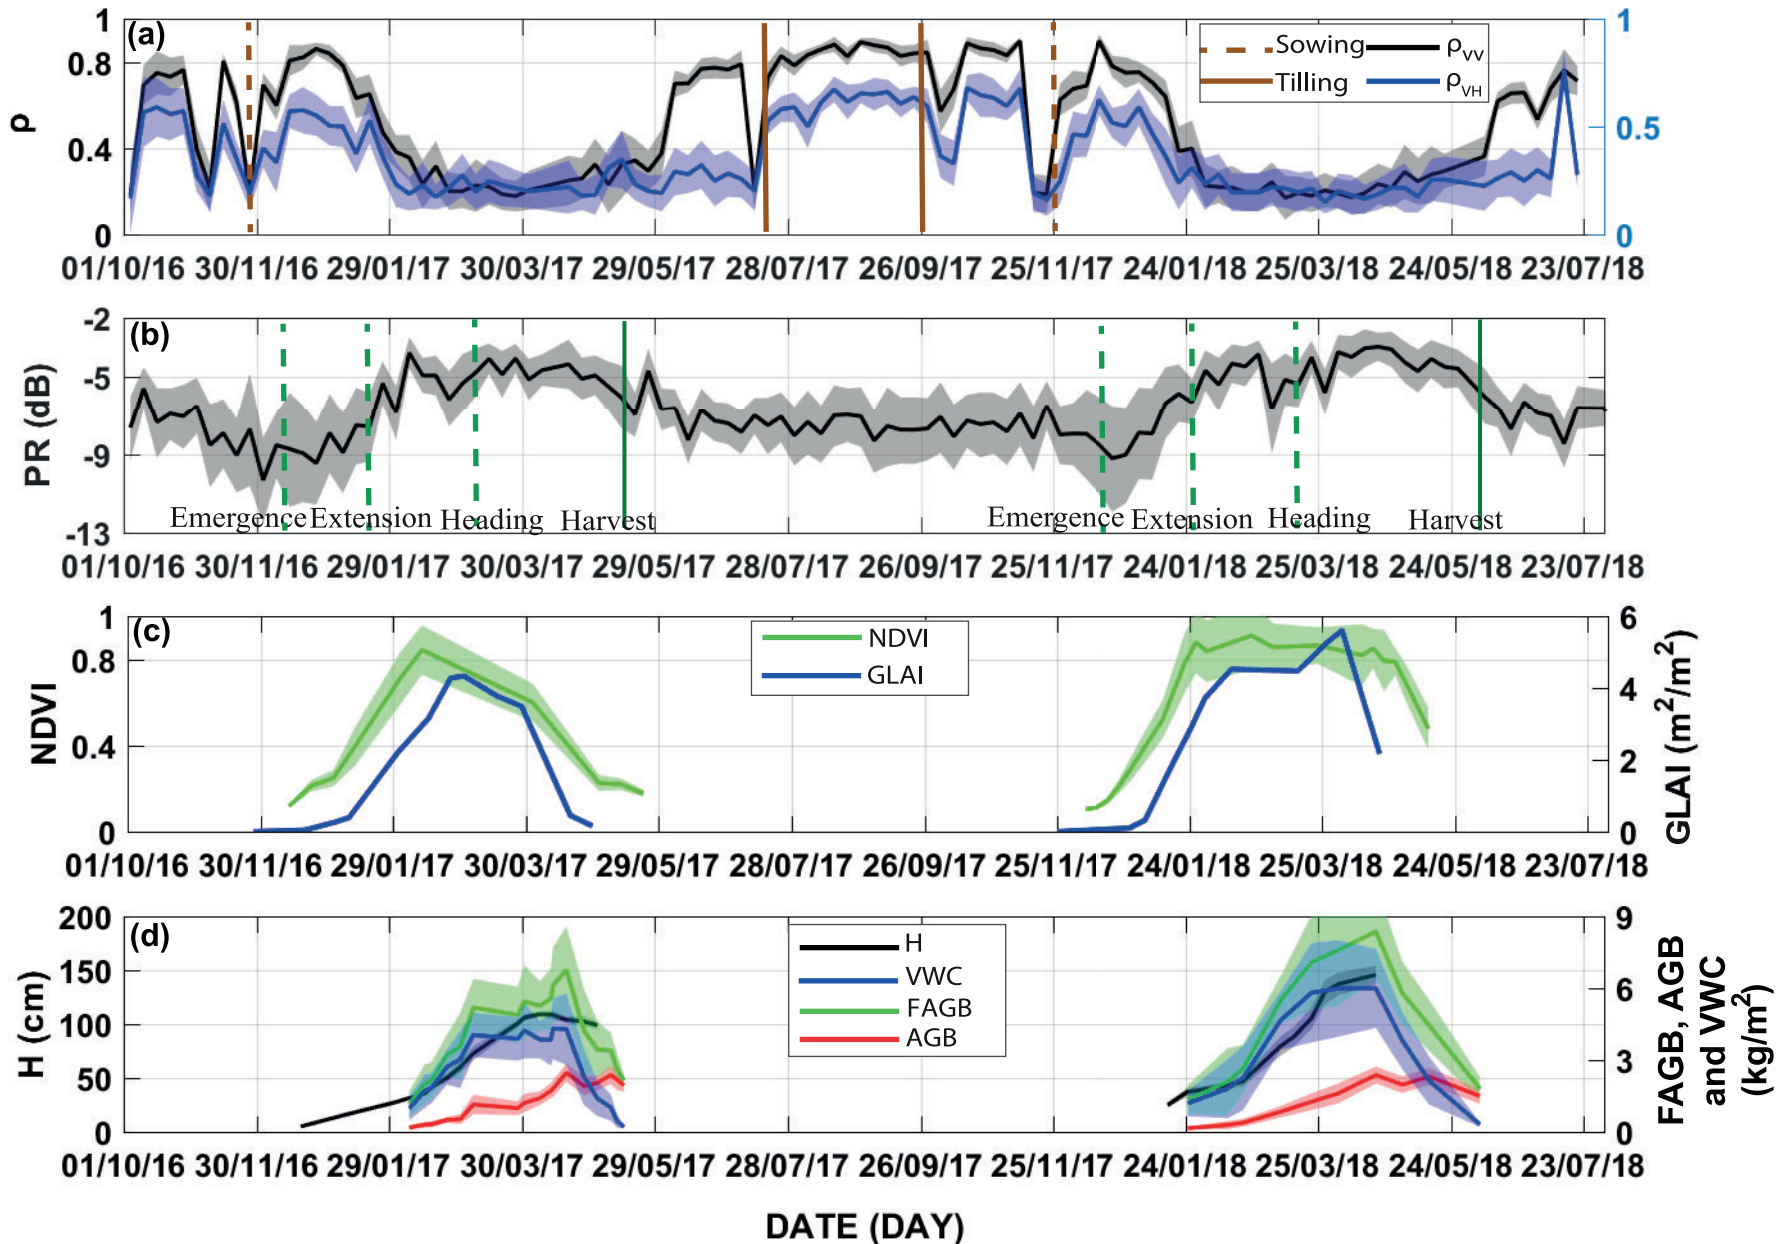 (a)
1
0.8
0.4
0
ρ
1
0.5
0
Sowing
ρVV
Tilling
ρVH
01/10/16 30/11/16 29/01/17 30/03/17 29/05/17 28/07/17 26/09/17 25/11/17 24/01/18 25/03/18 24/05/18 23/07/18
(b)
-2
-5
-9
-13
PR (dB)
Emergence Extension Heading Harvest Emergence Extension Heading Harvest
01/10/16 30/11/16 29/01/17 30/03/17 29/05/17 28/07/17 26/09/17 25/11/17 24/01/18 25/03/18 24/05/18 23/07/18
(c)
1
0.8
0.4
0
NDVI
NDVI
GLAI
6
4
2
0
GLAI (m²/m²)
01/10/16 30/11/16 29/01/17 30/03/17 29/05/17 28/07/17 26/09/17 25/11/17 24/01/18 25/03/18 24/05/18 23/07/18
(d)
200
150
100
50
0
H (cm)
H
VWC
FAGB
AGB
9
6
3
0
FAGB, AGB
and VWC
(kg/m²)
01/10/16 30/11/16 29/01/17 30/03/17 29/05/17 28/07/17 26/09/17 25/11/17 24/01/18 25/03/18 24/05/18 23/07/18
DATE (DAY)